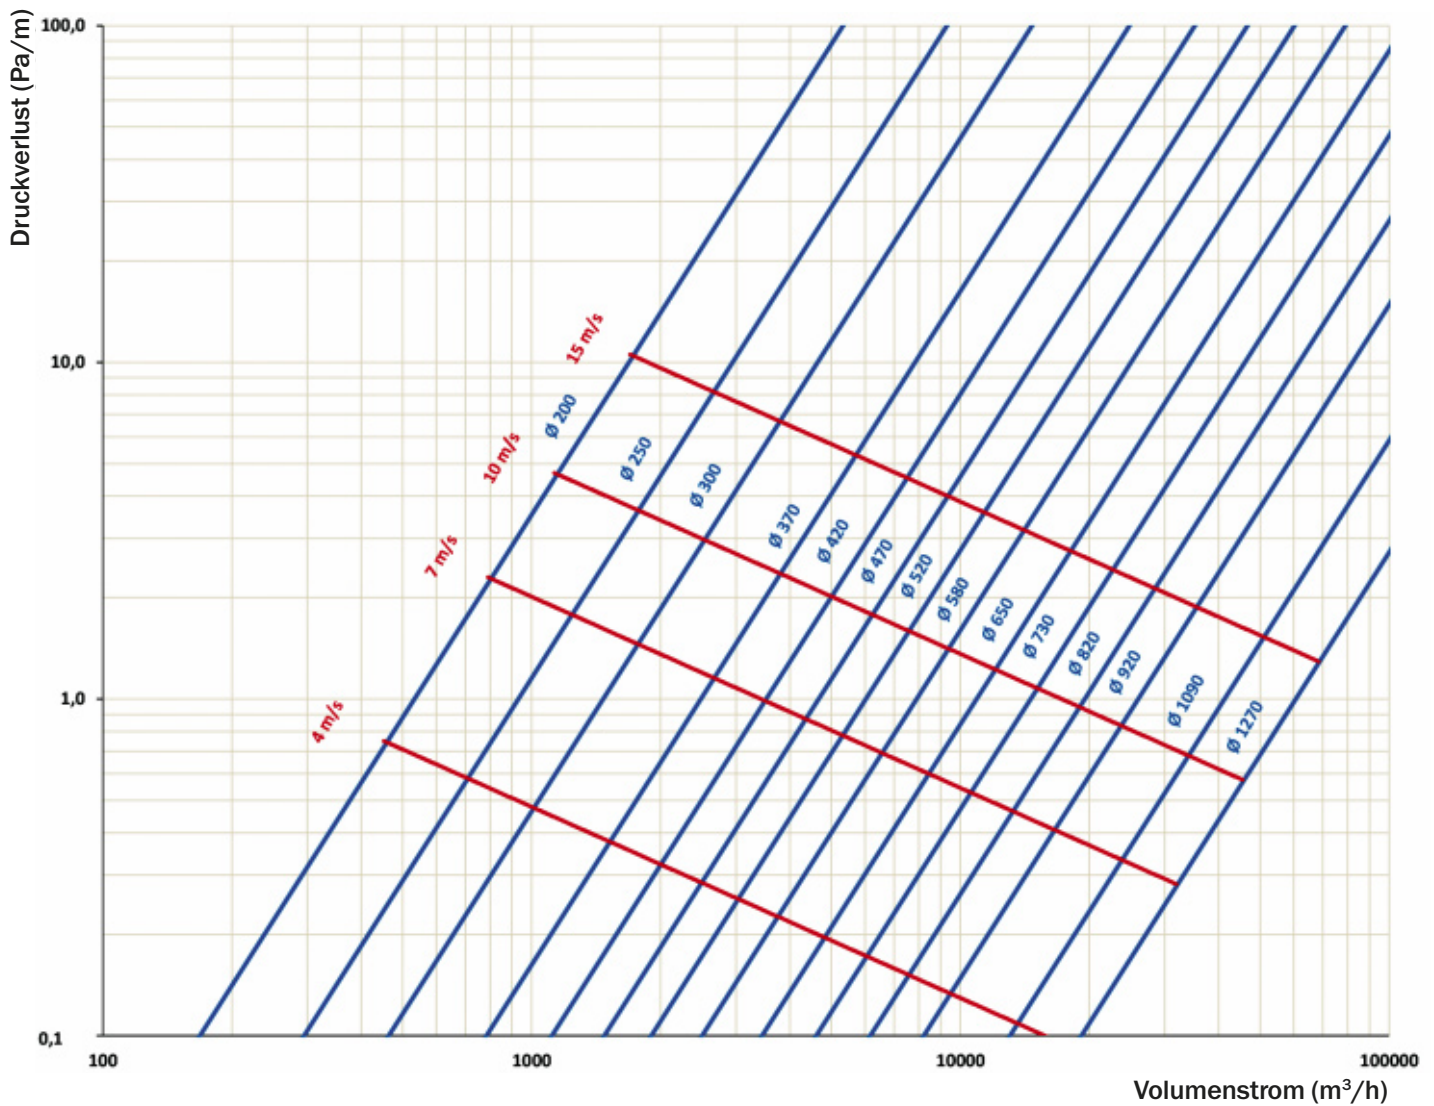 Druckverlust (Pa/m)
100,0
10,0
1,0
0,1
15 m/s
10 m/s
7 m/s
4 m/s
Ø 200
Ø 250
Ø 300
Ø 370
Ø 420
Ø 470
Ø 520
Ø 580
Ø 650
Ø 730
Ø 820
Ø 920
Ø 1090
Ø 1270
100
1000
10000
100000
Volumenstrom (m³/h)